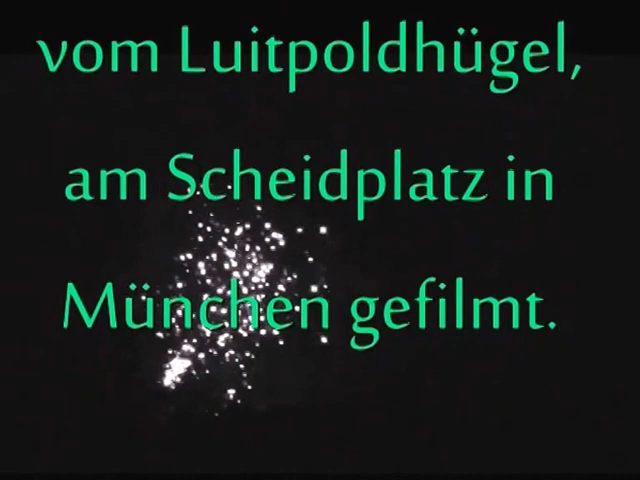 vom Luitpoldhügel,
am Scheidplatz in
München gefilmt.